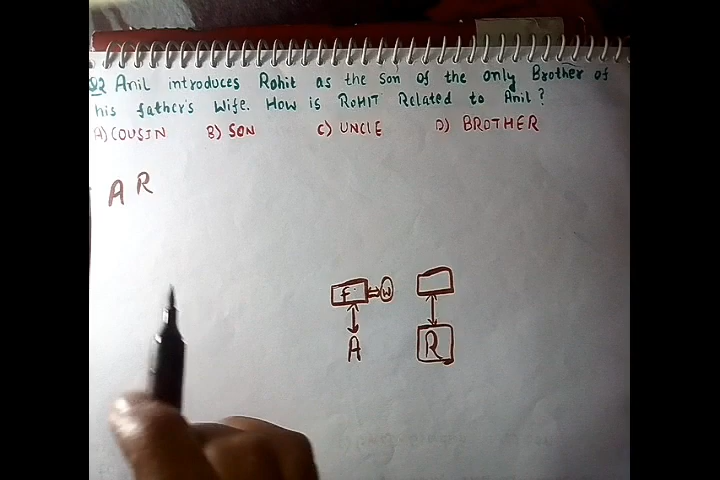 Q2 Anil introduces Rohit as the son of the only Brother of
his father's wife. How is ROHIT Related to Anil?
A) COUSIN B) SON C) UNCLE D) BROTHER
A R
F W
A R